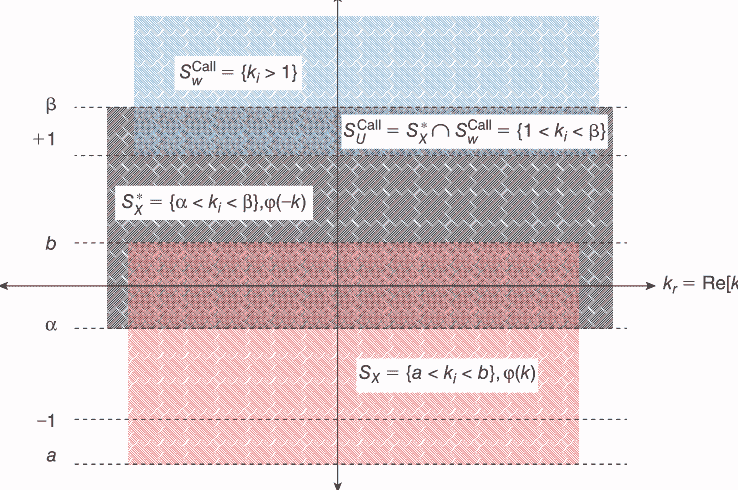 S_w^Call = {k_i > 1}
β
+1
S_U^Call = S_X^* ∩ S_w^Call = {1 < k_i < β}
S_X^* = {α < k_i < β},φ(–k)
b
k_r = Re[k
α
S_X = {a < k_i < b},φ(k)
–1
a